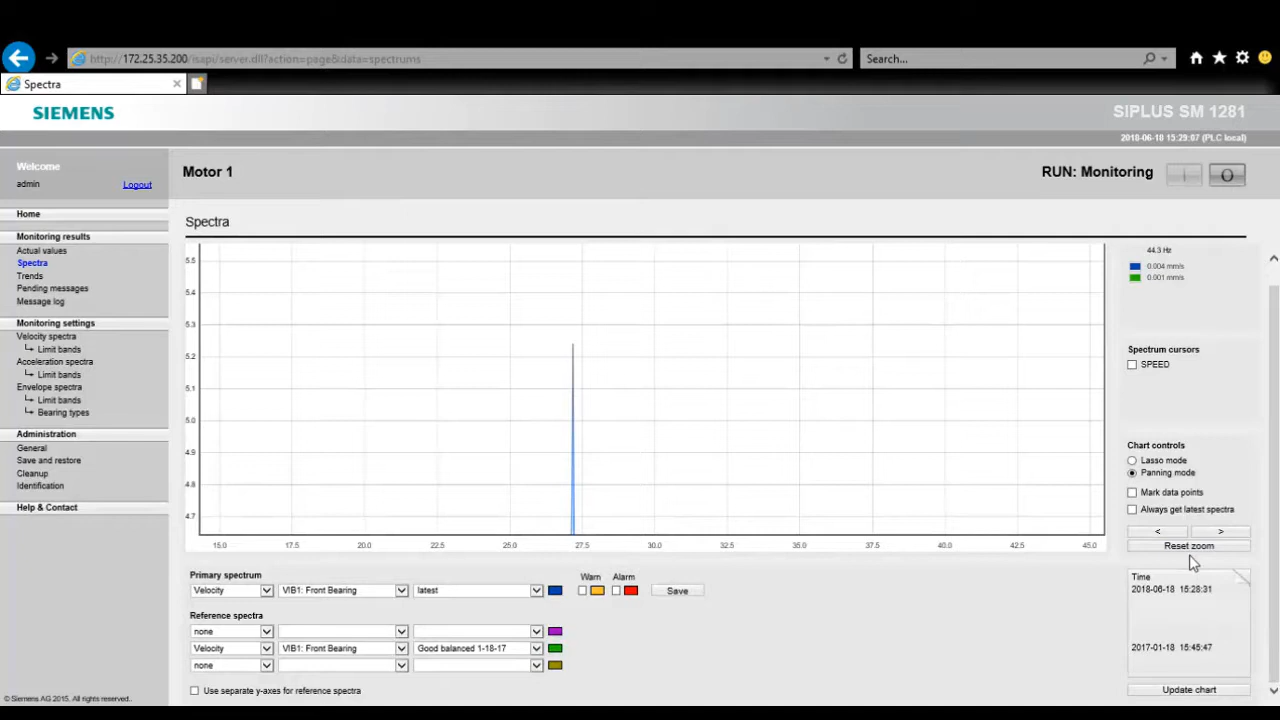 http://172.25.35.200/isapi/server.dll?action=page&data=spectrums
Search...
Spectra
SIEMENS
SIPLUS SM 1281
2018-06-18 15:29:07 (PLC local)
Welcome
admin
Logout
Home
Monitoring results
Actual values
Spectra
Trends
Pending messages
Message log
Monitoring settings
Velocity spectra
Limit bands
Acceleration spectra
Limit bands
Envelope spectra
Limit bands
Bearing types
Administration
General
Save and restore
Cleanup
Identification
Help & Contact
© Siemens AG 2015. All rights reserved..
Motor 1
RUN: Monitoring
I
O
Spectra
5.5
5.4
5.3
5.2
5.1
5.0
4.9
4.8
4.7
15.0 17.5 20.0 22.5 25.0 27.5 30.0 32.5 35.0 37.5 40.0 42.5 45.0
44.3 Hz
0.004 mm/s
0.001 mm/s
Spectrum cursors
SPEED
Chart controls
Lasso mode
Panning mode
Mark data points
Always get latest spectra
< >
Reset zoom
Time
2018-06-18 15:28:31
2017-01-18 15:45:47
Update chart
Primary spectrum
Warn Alarm
Velocity VIB1: Front Bearing latest Save
Reference spectra
none
Velocity VIB1: Front Bearing Good balanced 1-18-17
none
Use separate y-axes for reference spectra